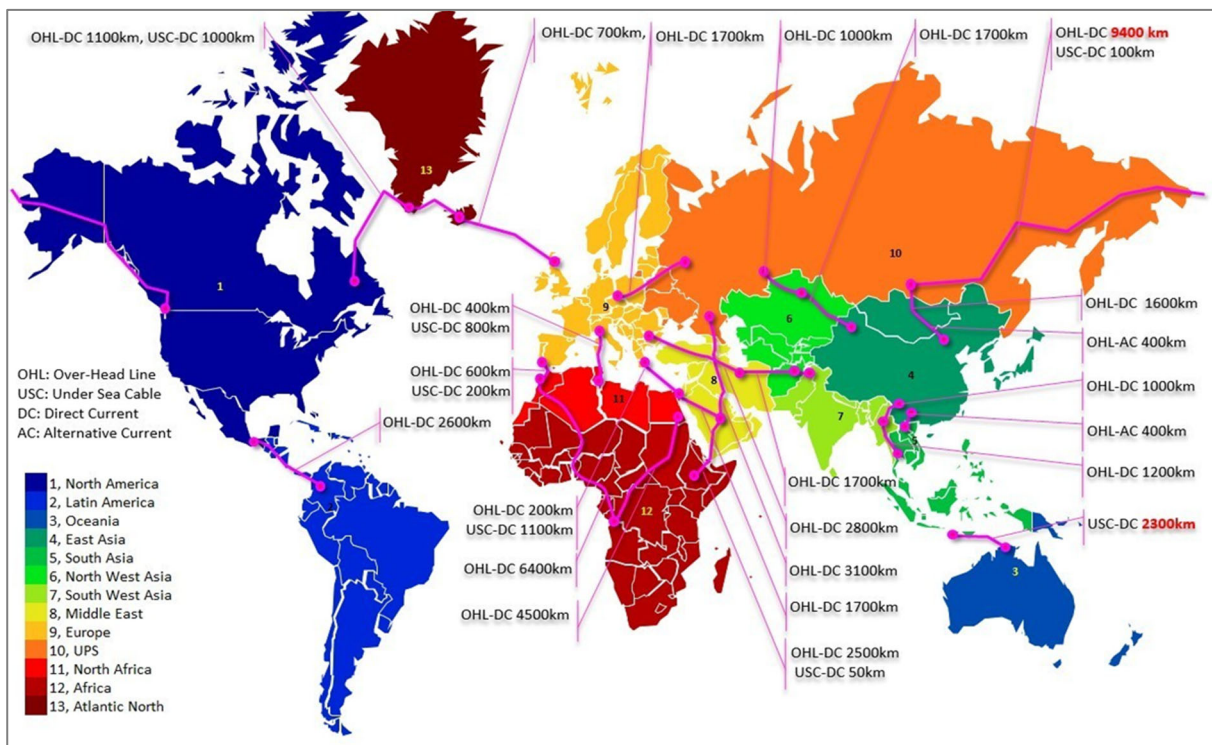 OHL-DC 1100km, USC-DC 1000km
OHL-DC 700km,
OHL-DC 1700km
OHL-DC 1000km
OHL-DC 1700km
OHL-DC 9400 km
USC-DC 100km
13
10
1
9
6
OHL-DC 400km
USC-DC 800km
OHL-DC 1600km
OHL-AC 400km
OHL: Over-Head Line
USC: Under Sea Cable
DC: Direct Current
AC: Alternative Current
OHL-DC 600km
USC-DC 200km
8
4
OHL-DC 1000km
11
7
OHL-DC 2600km
OHL-AC 400km
5
OHL-DC 1200km
OHL-DC 1700km
1, North America
2, Latin America
3, Oceania
4, East Asia
5, South Asia
6, North West Asia
7, South West Asia
8, Middle East
9, Europe
10, UPS
11, North Africa
12, Africa
13, Atlantic North
2
OHL-DC 200km
USC-DC 1100km
12
OHL-DC 2800km
USC-DC 2300km
OHL-DC 6400km
OHL-DC 3100km
3
OHL-DC 4500km
OHL-DC 1700km
OHL-DC 2500km
USC-DC 50km